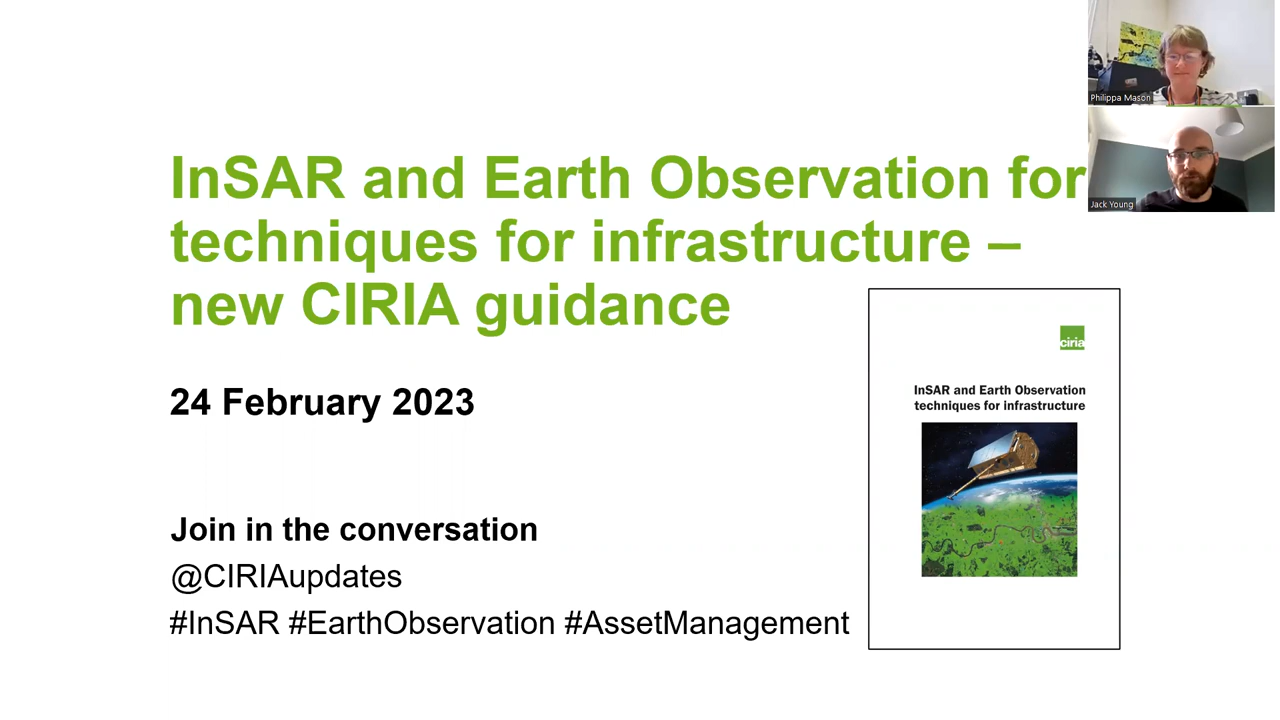 InSAR and Earth Observation for
techniques for infrastructure –
new CIRIA guidance
24 February 2023
Join in the conversation
@CIRIAupdates
#InSAR #EarthObservation #AssetManagement
ciria
InSAR and Earth Observation
techniques for infrastructure
Philippa Mason
Jack Young